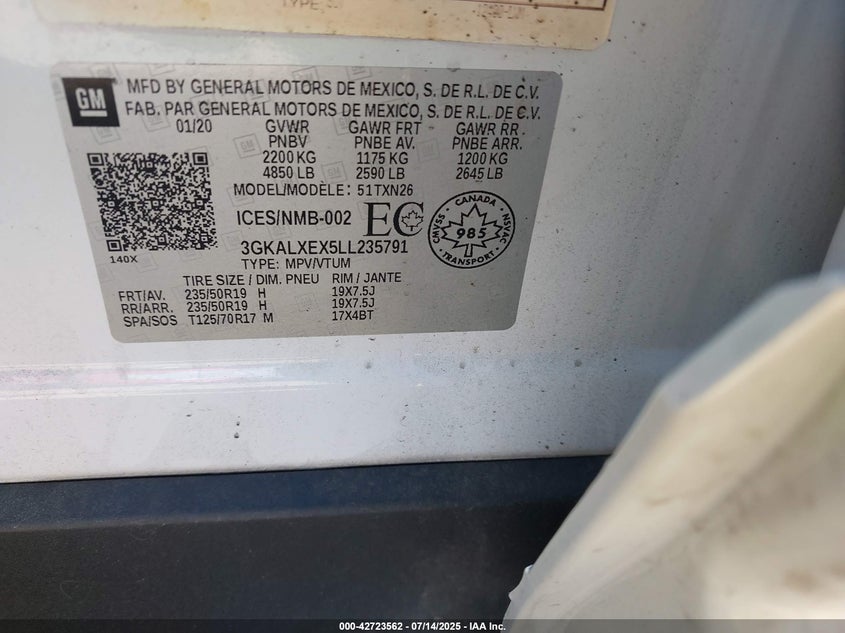 TYPE
GM
MFD BY GENERAL MOTORS DE MEXICO, S. DE R.L. DE C.V.
FAB. PAR GENERAL MOTORS DE MEXICO, S. DE R.L. DE C.V.
01/20 GVWR GAWR FRT GAWR RR
PNBV PNBE AV. PNBE ARR.
2200 KG 1175 KG 1200 KG
4850 LB 2590 LB 2645 LB
MODEL/MODÈLE: 51TXN26
ICES/NMB-002 EC
CANADA
CMVSS 985 NSVAC
TRANSPORT
140X
3GKALXEX5LL235791
TYPE: MPV/VTUM
TIRE SIZE / DIM. PNEU RIM / JANTE
FRT/AV. 235/50R19 H 19X7.5J
RR/ARR. 235/50R19 H 19X7.5J
SPA/SOS T125/70R17 M 17X4BT
000-42723562 - 07/14/2025 - IAA Inc.